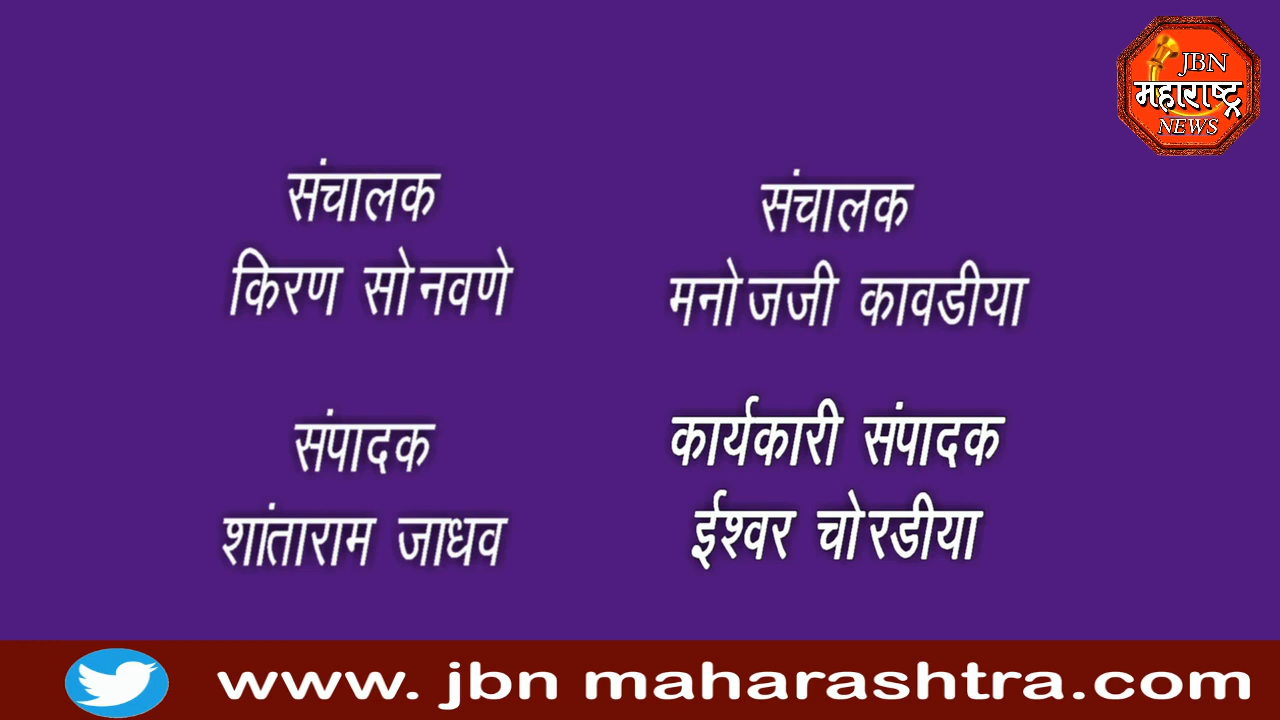 JBN
महाराष्ट्र
NEWS
संचालक
किरण सोनवणे
संचालक
मनोजजी कावडीया
संपादक
शांताराम जाधव
कार्यकारी संपादक
ईश्वर चोरडीया
www. jbn maharashtra.com